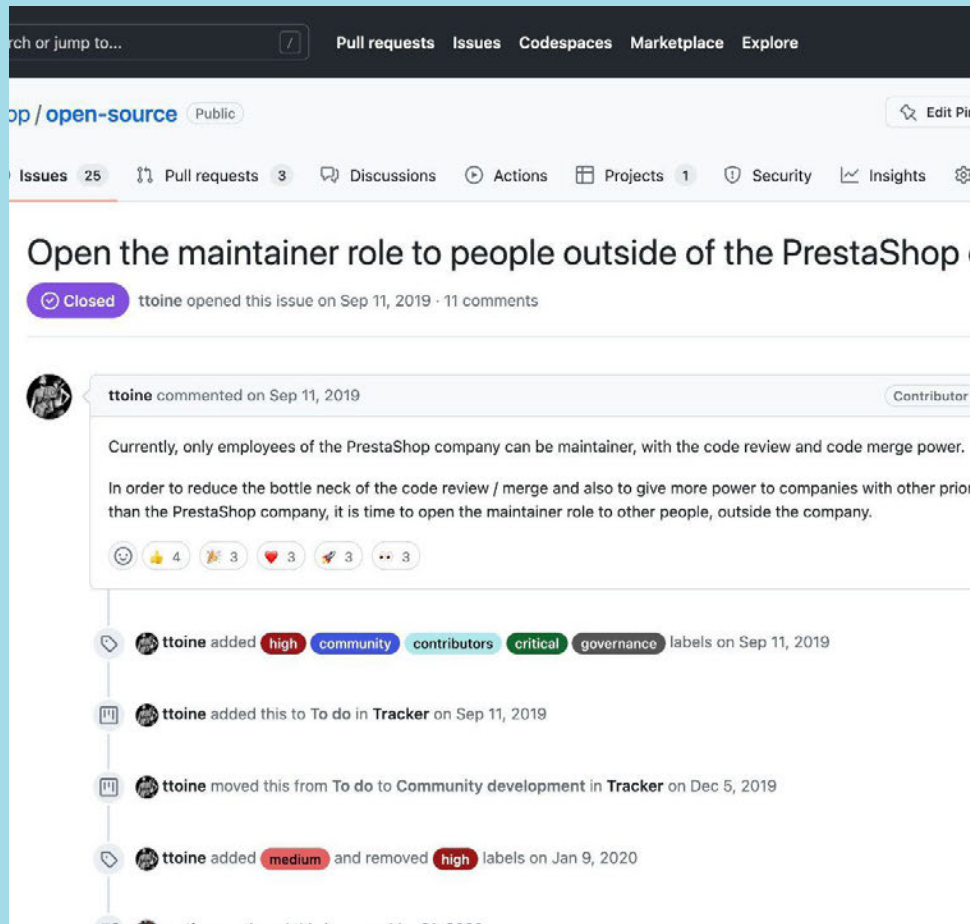 rch or jump to... / Pull requests Issues Codespaces Marketplace Explore
op / open-source Public Edit Pi
Issues 25 Pull requests 3 Discussions Actions Projects 1 Security Insights
Open the maintainer role to people outside of the PrestaShop
Closed ttoine opened this issue on Sep 11, 2019 · 11 comments
ttoine commented on Sep 11, 2019 Contributor
Currently, only employees of the PrestaShop company can be maintainer, with the code review and code merge power.
In order to reduce the bottle neck of the code review / merge and also to give more power to companies with other prior
than the PrestaShop company, it is time to open the maintainer role to other people, outside the company.
4 3 3 3 3
ttoine added high community contributors critical governance labels on Sep 11, 2019
ttoine added this to To do in Tracker on Sep 11, 2019
ttoine moved this from To do to Community development in Tracker on Dec 5, 2019
ttoine added medium and removed high labels on Jan 9, 2020